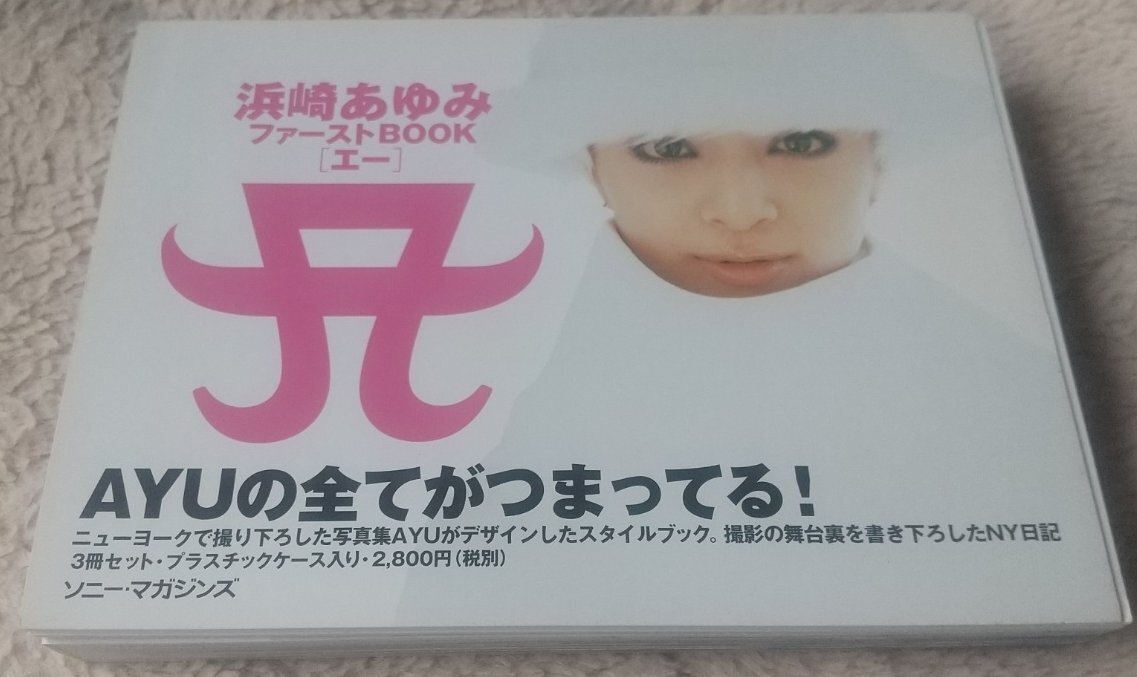 浜崎あゆみ
ファーストBOOK
[エー]
A
AYUの全てがつまってる!
ニューヨークで撮り下ろした写真集AYUがデザインしたスタイルブック。撮影の舞台裏を書き下ろしたNY日記
3冊セット・プラスチックケース入り・2,800円(税別)
ソニー・マガジンズ